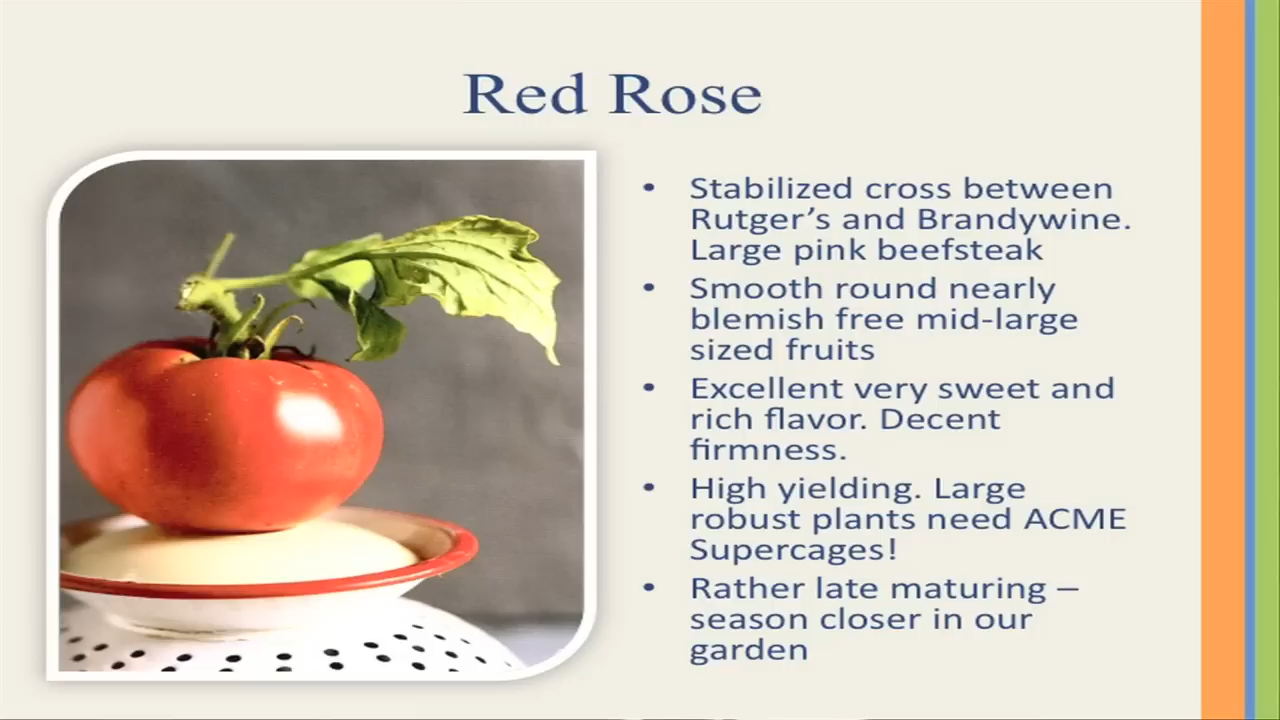 Red Rose
• Stabilized cross between
Rutger’s and Brandywine.
Large pink beefsteak
• Smooth round nearly
blemish free mid-large
sized fruits
• Excellent very sweet and
rich flavor. Decent
firmness.
• High yielding. Large
robust plants need ACME
Supercages!
• Rather late maturing –
season closer in our
garden